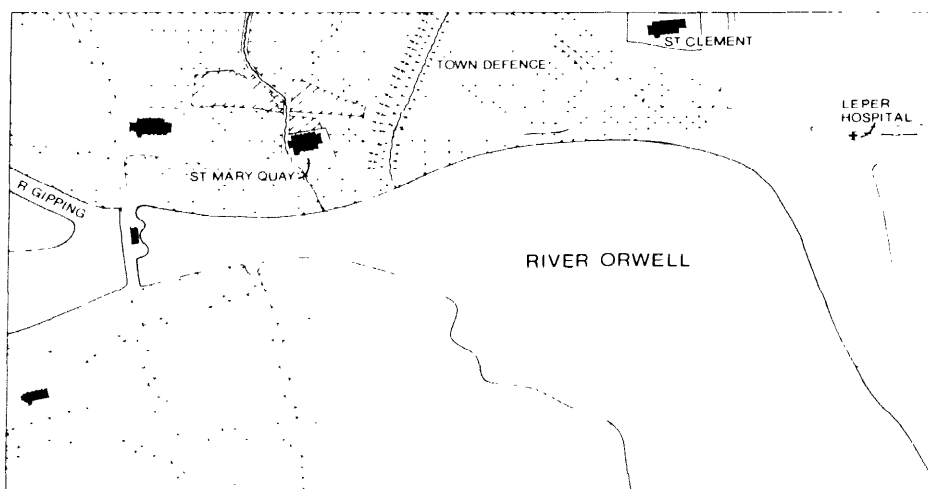 ST CLEMENT
TOWN DEFENCE
LEPER
HOSPITAL
ST MARY QUAY
R GIPPING
RIVER ORWELL